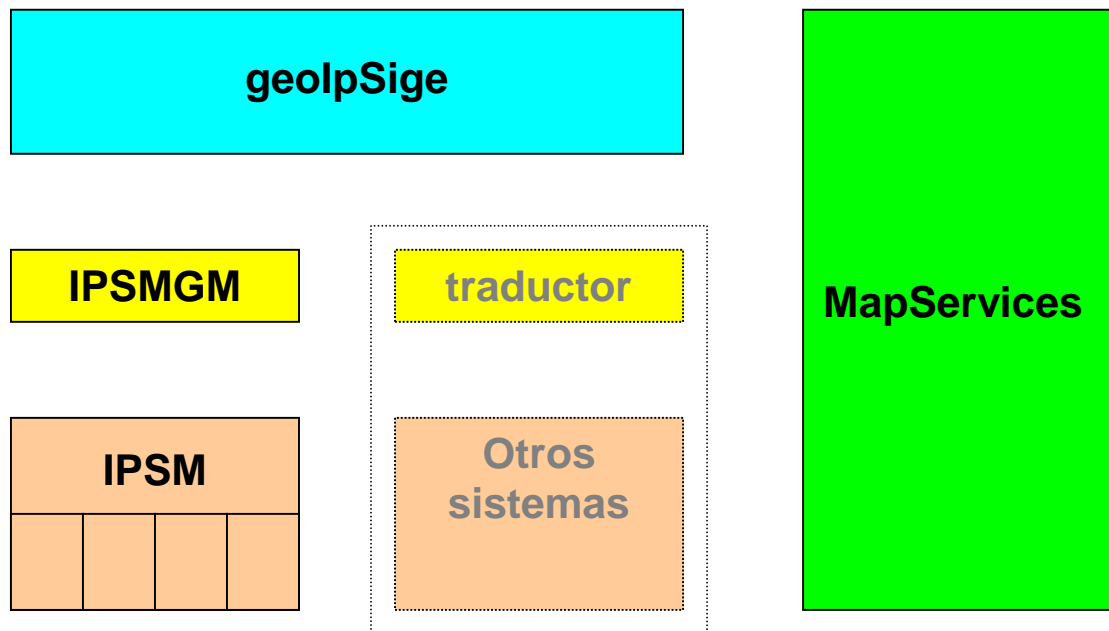 geoIpSige
IPSMGM
traductor
MapServices
IPSM
Otros
sistemas